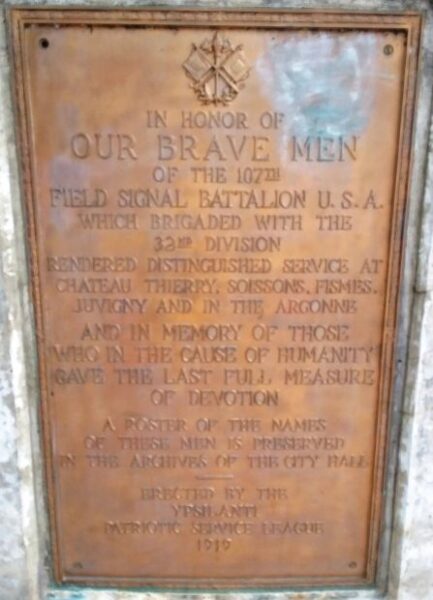 IN HONOR OF
OUR BRAVE MEN
OF THE 107TH
FIELD SIGNAL BATTALION U.S.A.
WHICH BRIGADED WITH THE
32ND DIVISION
RENDERED DISTINGUISHED SERVICE AT
CHATEAU THIERRY, SOISSONS, FISMES,
JUVIGNY AND IN THE ARGONNE
AND IN MEMORY OF THOSE
WHO IN THE CAUSE OF HUMANITY
GAVE THE LAST FULL MEASURE
OF DEVOTION
A ROSTER OF THE NAMES
OF THESE MEN IS PRESERVED
IN THE ARCHIVES OF THE CITY HALL
ERECTED BY THE
YPSILANTI
PATRIOTIC SERVICE LEAGUE
1919